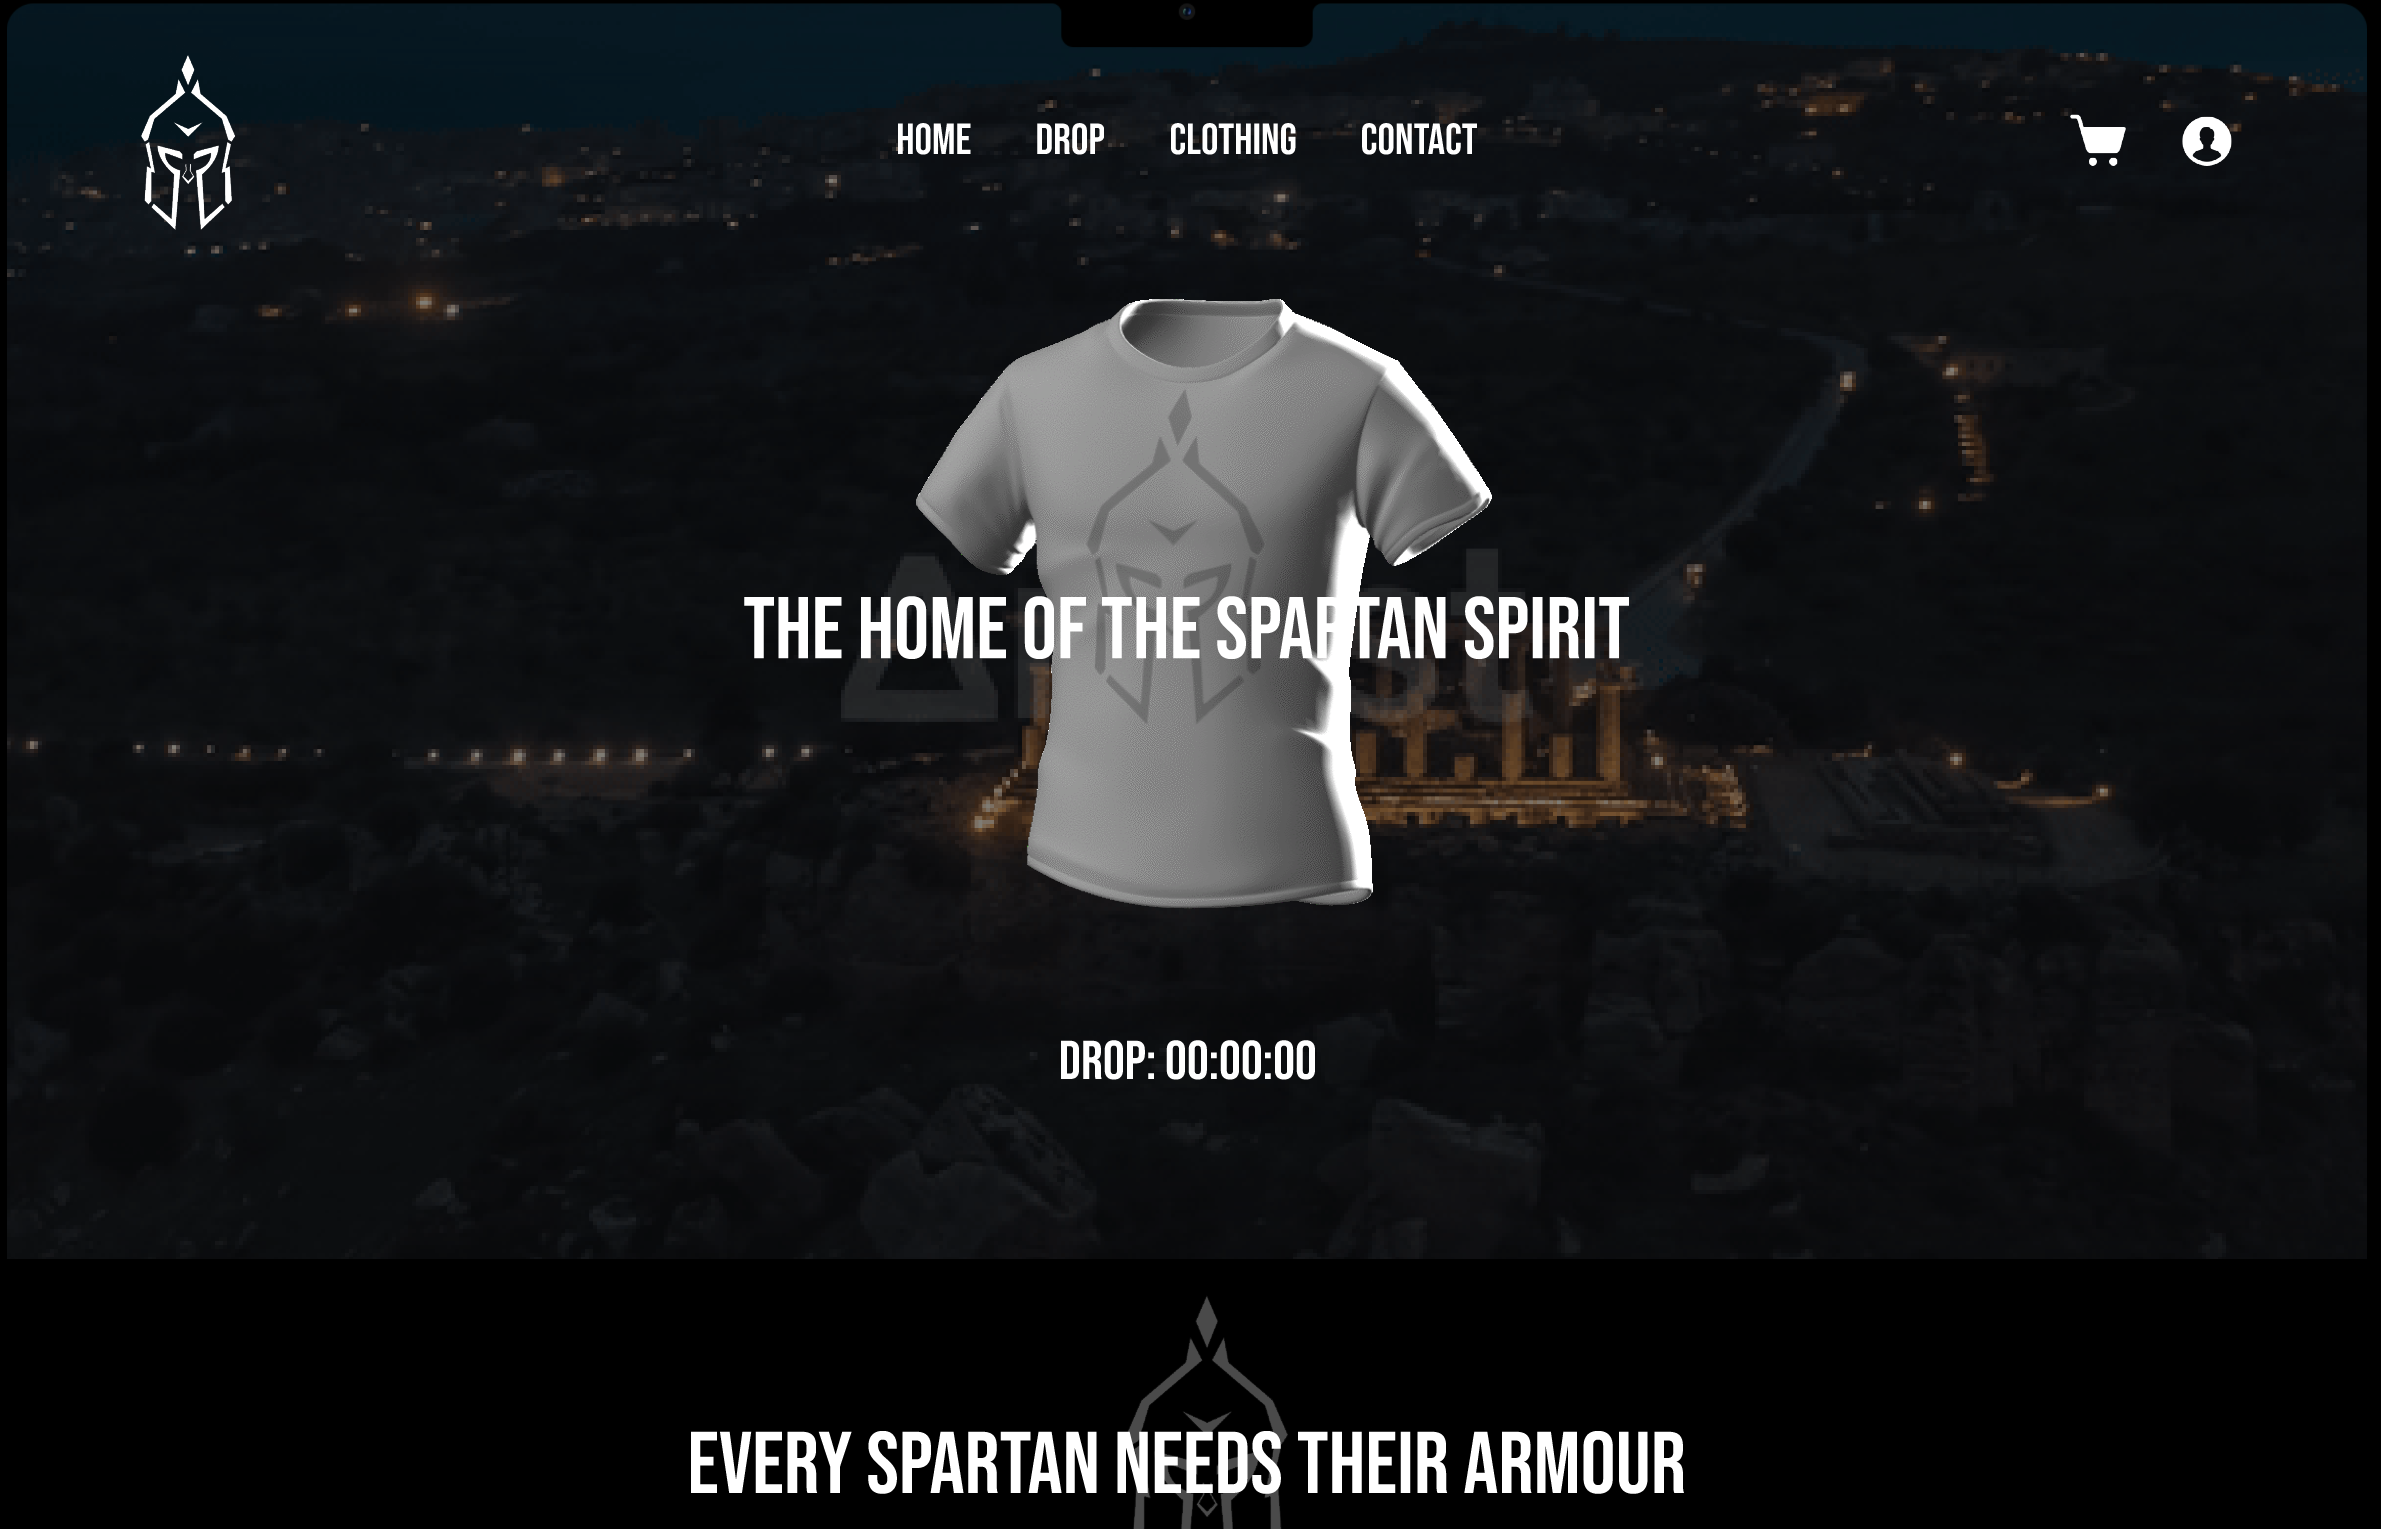 HOME DROP CLOTHING CONTACT
THE HOME OF THE SPARTAN SPIRIT
DROP: 00:00:00
EVERY SPARTAN NEEDS THEIR ARMOUR